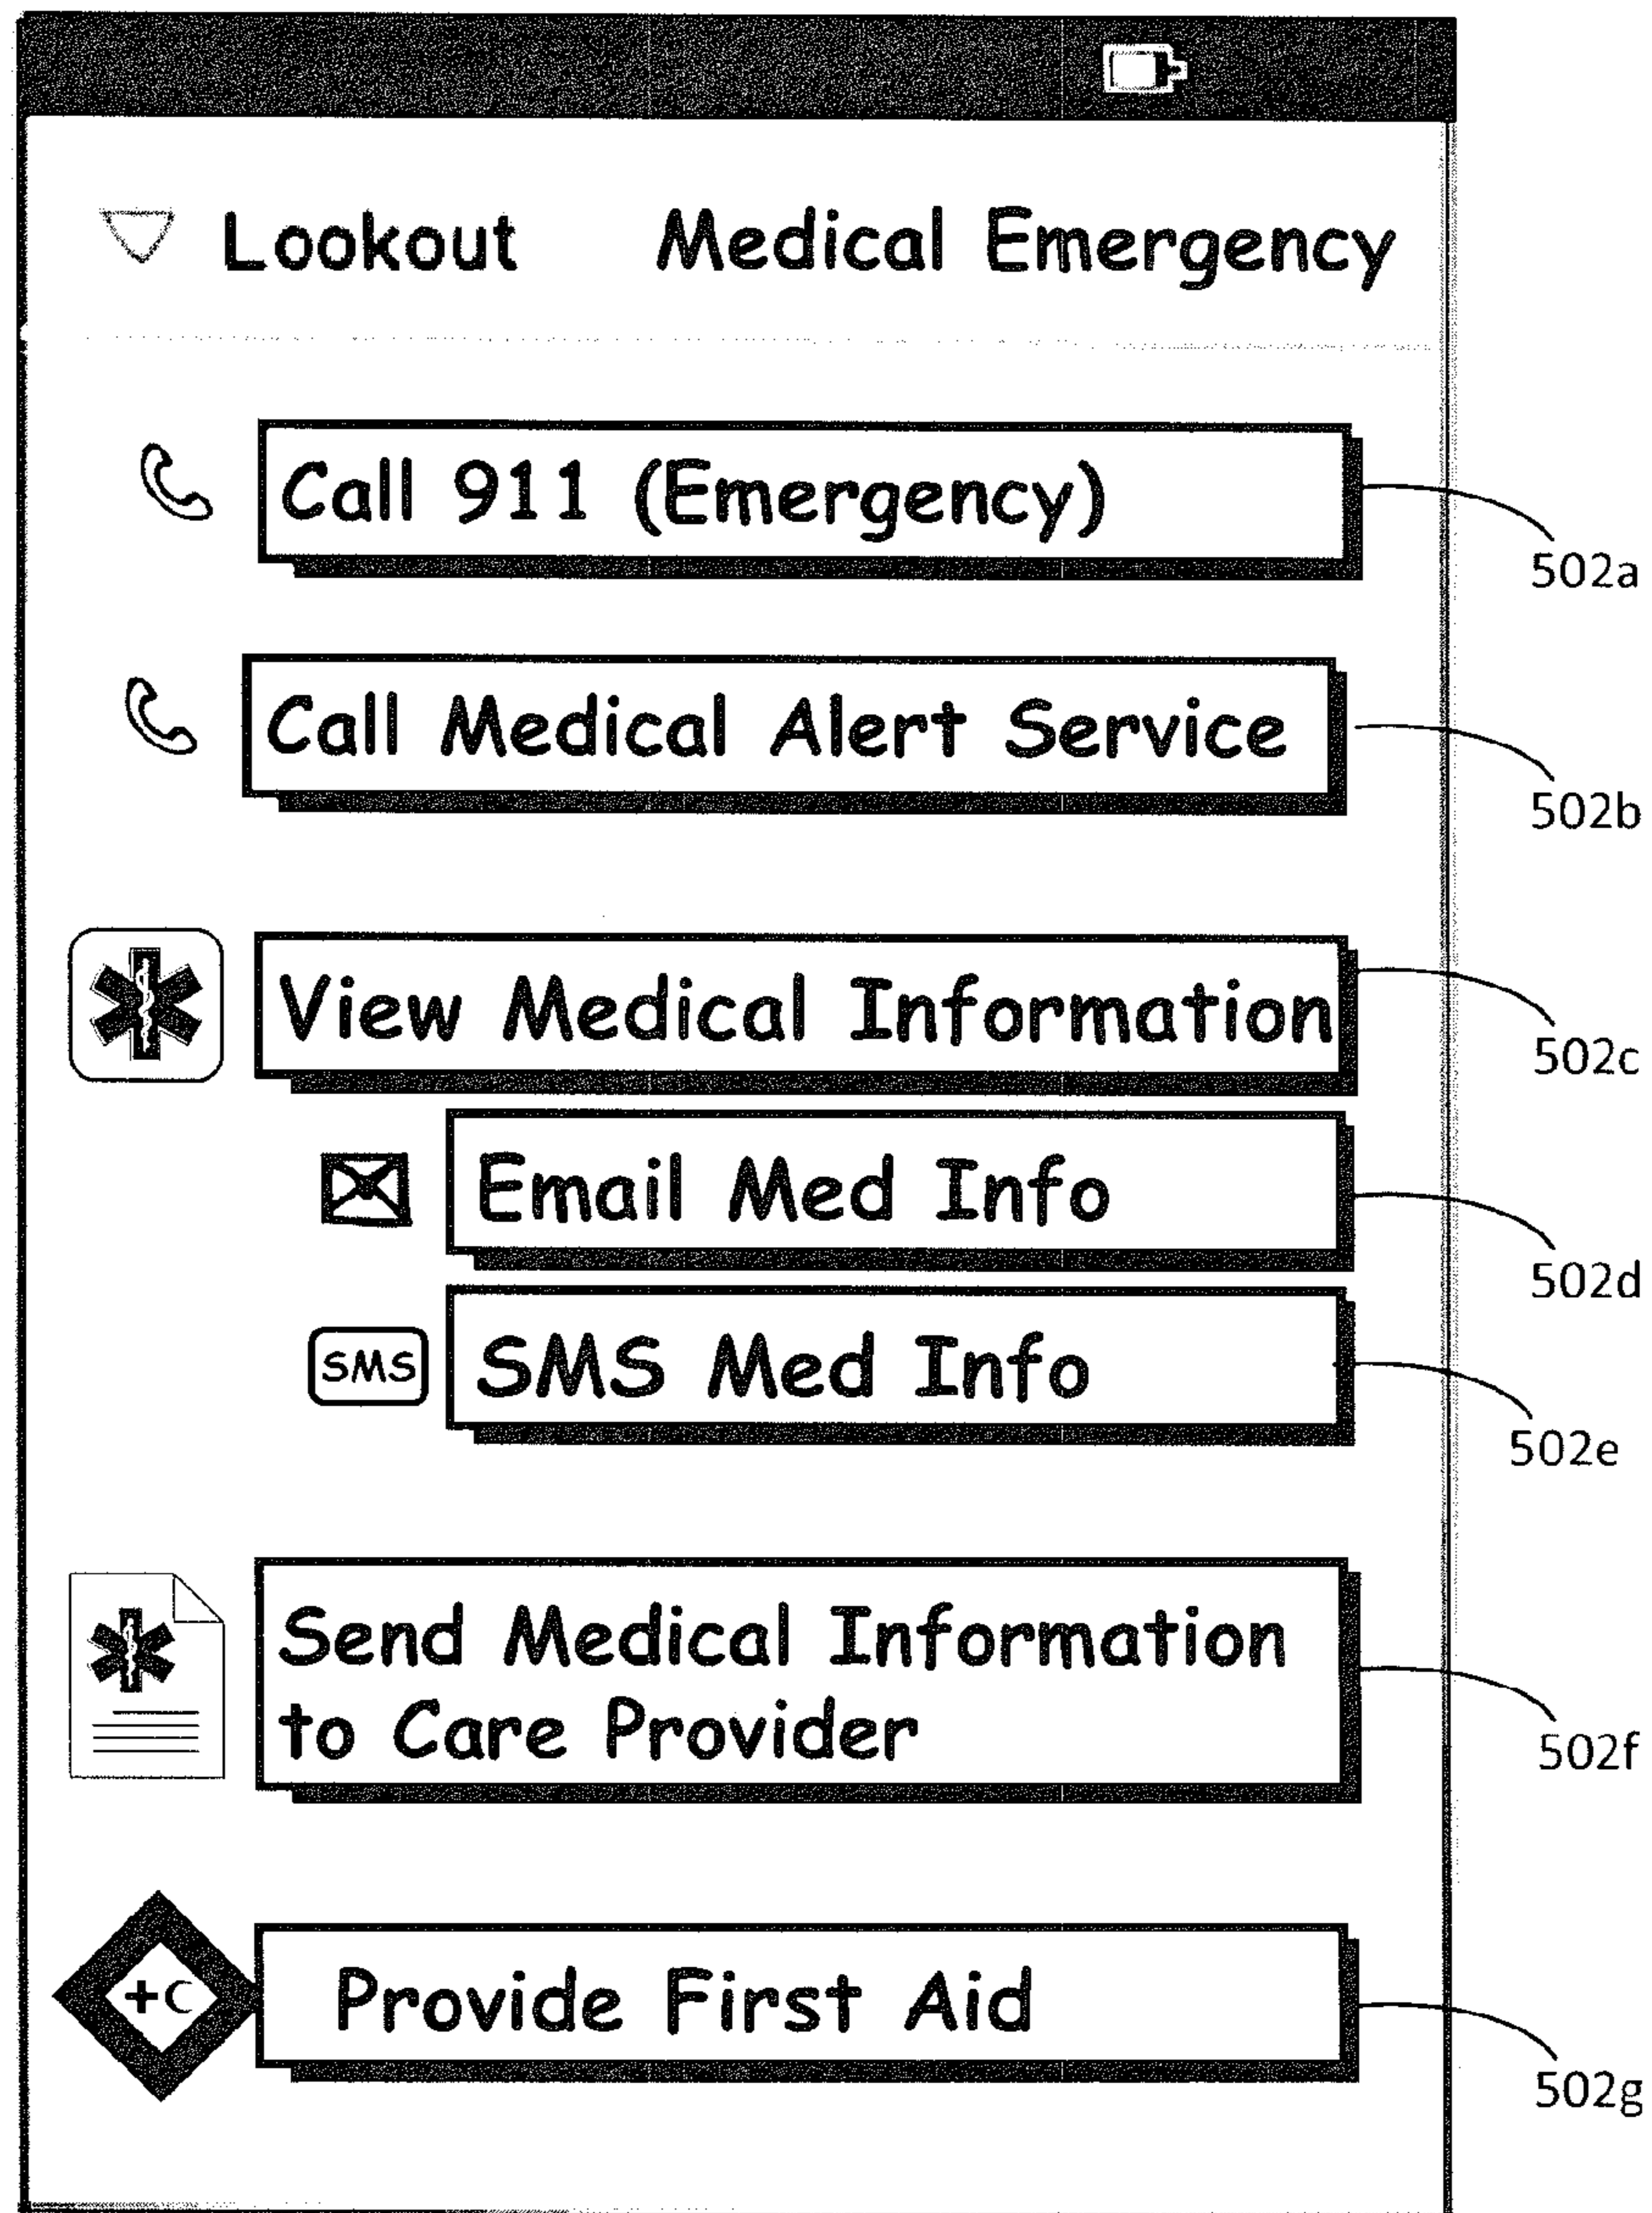 Lookout Medical Emergency
Call 911 (Emergency)
502a
Call Medical Alert Service
502b
View Medical Information
502c
Email Med Info
502d
SMS SMS Med Info
502e
Send Medical Information
to Care Provider
502f
+C Provide First Aid
502g